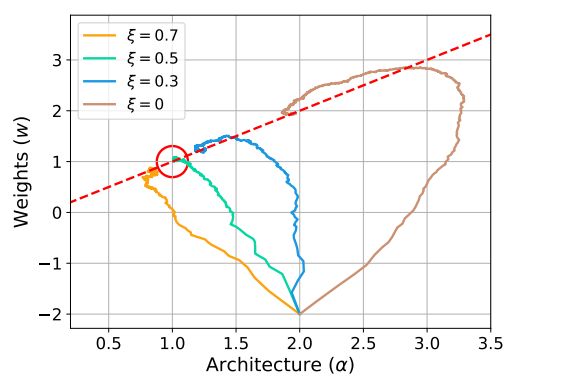 ξ = 0.7
ξ = 0.5
ξ = 0.3
ξ = 0
Weights (w)
3
2
1
0
−1
−2
0.5 1.0 1.5 2.0 2.5 3.0 3.5
Architecture (α)